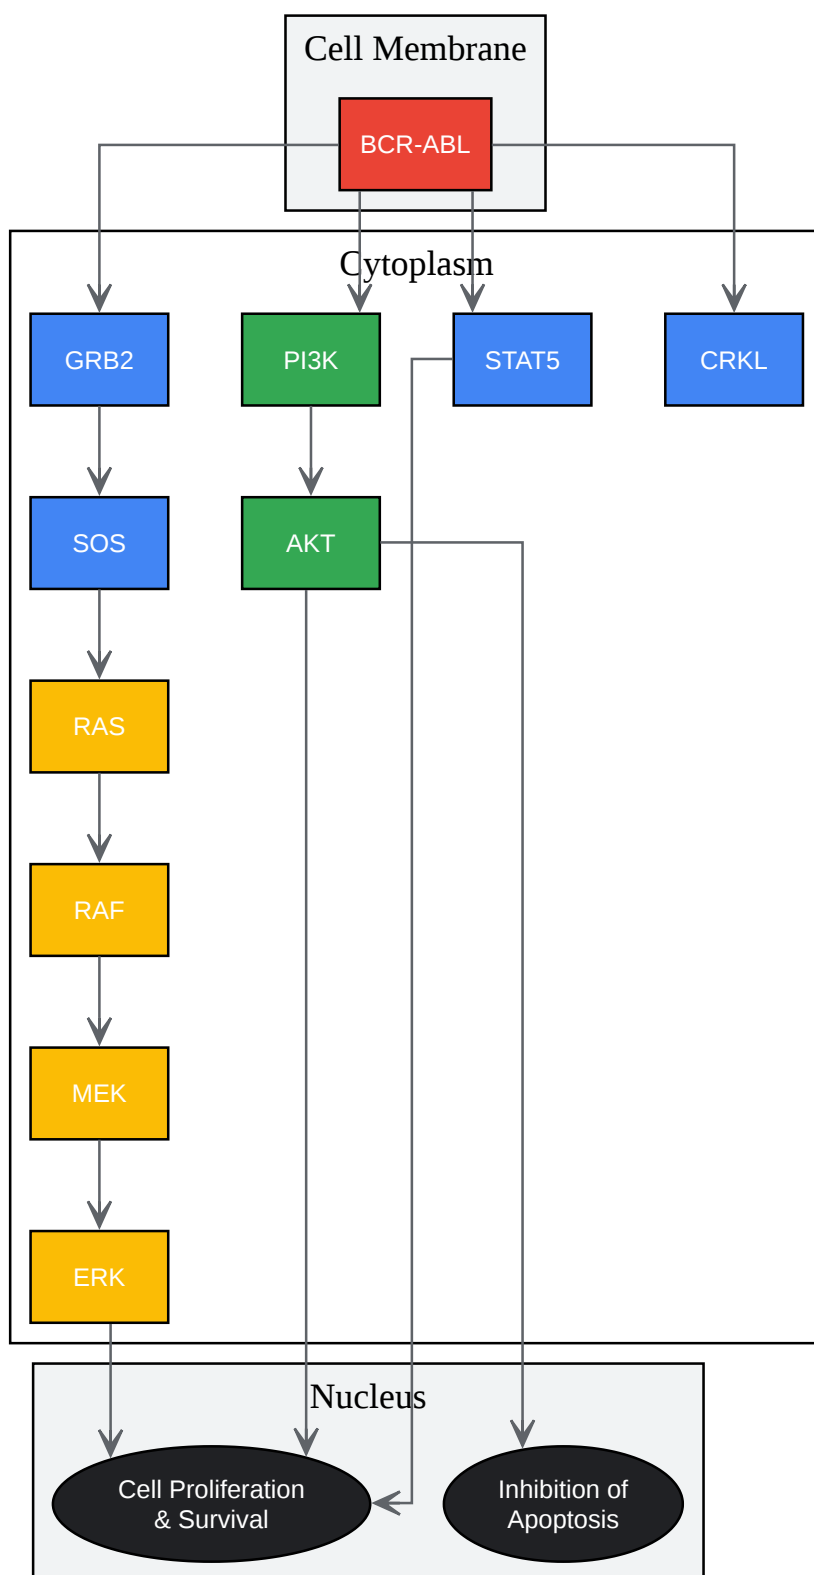 Cell Membrane
BCR-ABL
Cytoplasm
GRB2
PI3K
STAT5
CRKL
SOS
AKT
RAS
RAF
MEK
ERK
Nucleus
Cell Proliferation
& Survival
Inhibition of
Apoptosis